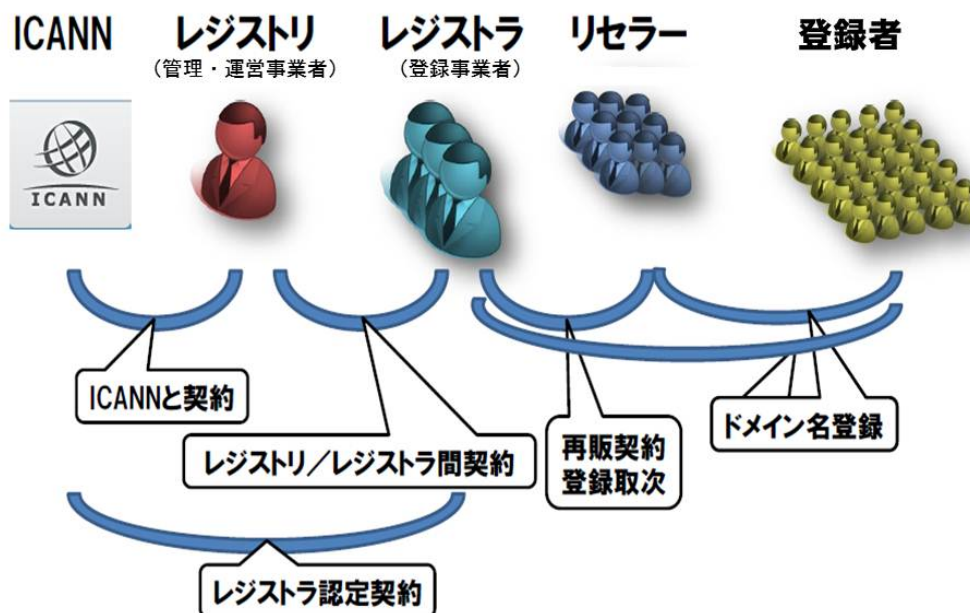 ICANN
レジストリ
(管理・運営事業者)
レジストラ
(登録事業者)
リセラー
登録者
ICANN
ICANNと契約
レジストリ/レジストラ間契約
再販契約
登録取次
ドメイン名登録
レジストラ認定契約